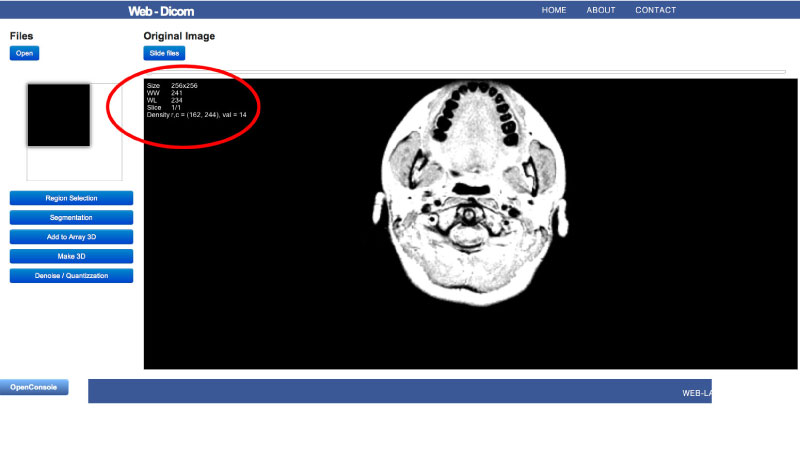 Web - Dicom
HOME ABOUT CONTACT
Files
Open
Original Image
Slide files
Size 256x256
WW 241
WL 234
Slice 1/1
Density r,c = (162, 244), val = 14
Region Selection
Segmentation
Add to Array 3D
Make 3D
Denoise / Quantizzation
OpenConsole
WEB-LA